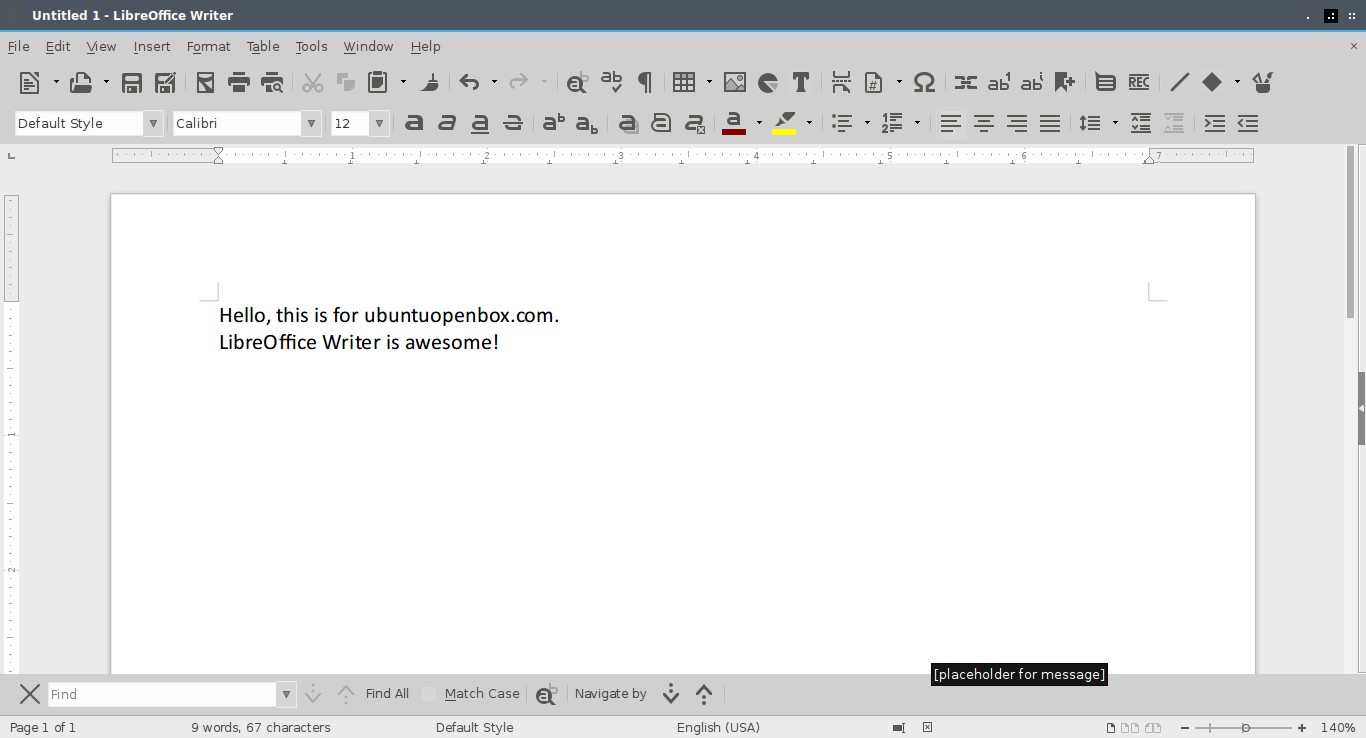 Untitled 1 - LibreOffice Writer
File Edit View Insert Format Table Tools Window Help
Default Style Calibri 12
1 2 3 4 5 6 7
Hello, this is for ubuntuopenbox.com.
LibreOffice Writer is awesome!
1
2
[placeholder for message]
Find Find All Match Case Navigate by
Page 1 of 1 9 words, 67 characters Default Style English (USA) 140%